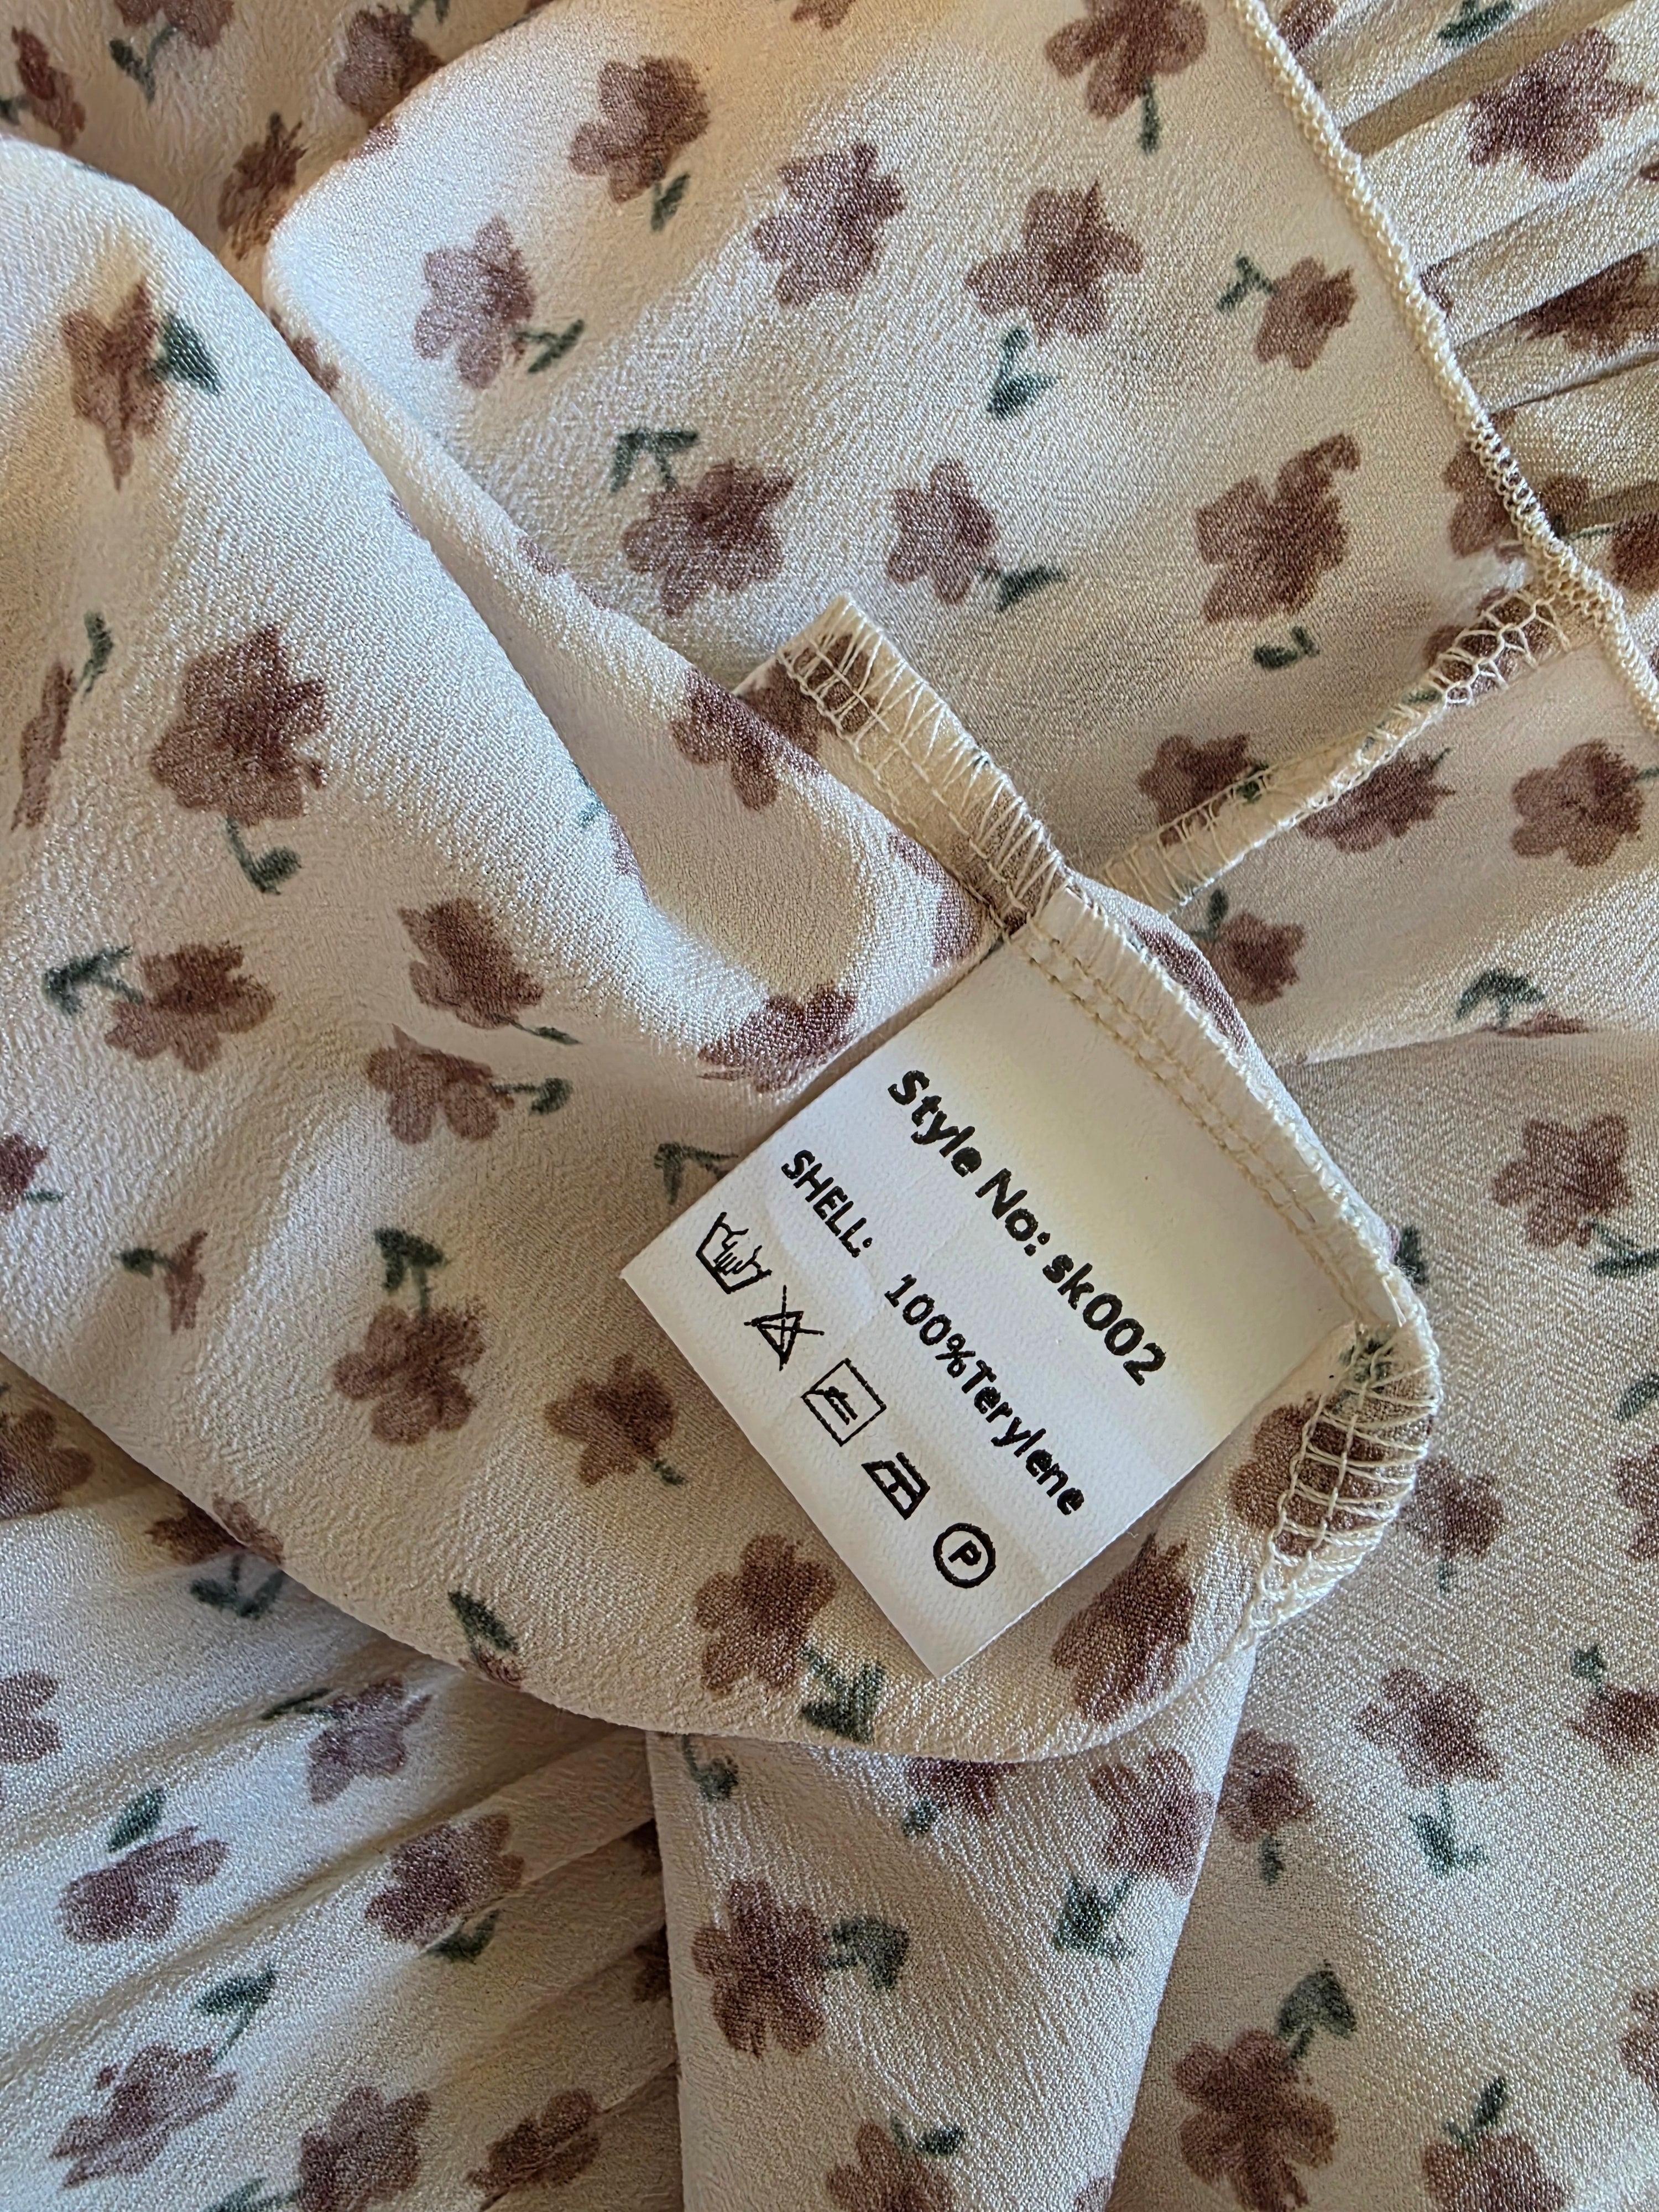 Style No: sk002
SHELL: 100%Terylene
P